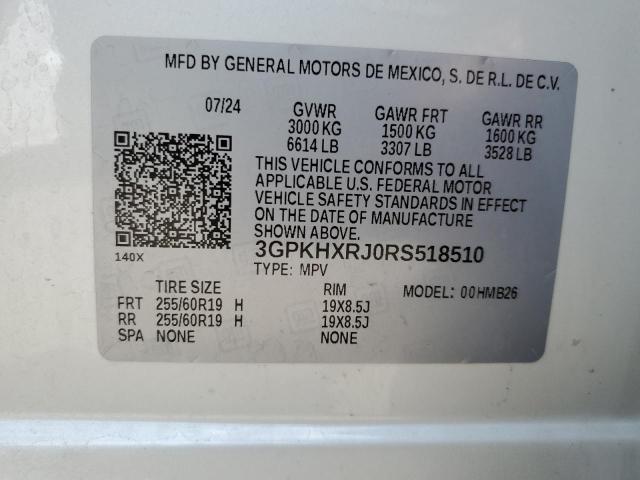 MFD BY GENERAL MOTORS DE MEXICO, S. DE R.L. DE C.V.
07/24 GVWR GAWR FRT GAWR RR
3000 KG 1500 KG 1600 KG
6614 LB 3307 LB 3528 LB
THIS VEHICLE CONFORMS TO ALL
APPLICABLE U.S. FEDERAL MOTOR
VEHICLE SAFETY STANDARDS IN EFFECT
ON THE DATE OF MANUFACTURE
SHOWN ABOVE.
140X 3GPKHXRJ0RS518510
TYPE: MPV
TIRE SIZE RIM MODEL: 00HMB26
FRT 255/60R19 H 19X8.5J
RR 255/60R19 H 19X8.5J
SPA NONE NONE